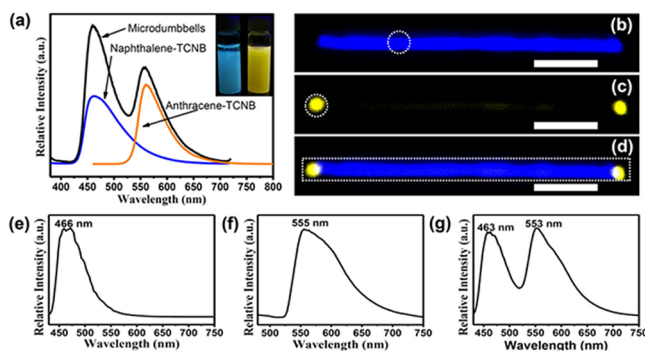 (a)
Relative Intensity (a.u.)
Microdumbbells
Naphthalene-TCNB
Anthracene-TCNB
400 450 500 550 600 650 700 750 800
Wavelength (nm)
(b)
(c)
(d)
(e)
Relative Intensity (a.u.)
466 nm
450 500 550 600 650 700 750
Wavelength (nm)
(f)
Relative Intensity (a.u.)
555 nm
500 550 600 650 700 750
Wavelength (nm)
(g)
Relative Intensity (a.u.)
463 nm
553 nm
450 500 550 600 650 700 750
Wavelength (nm)